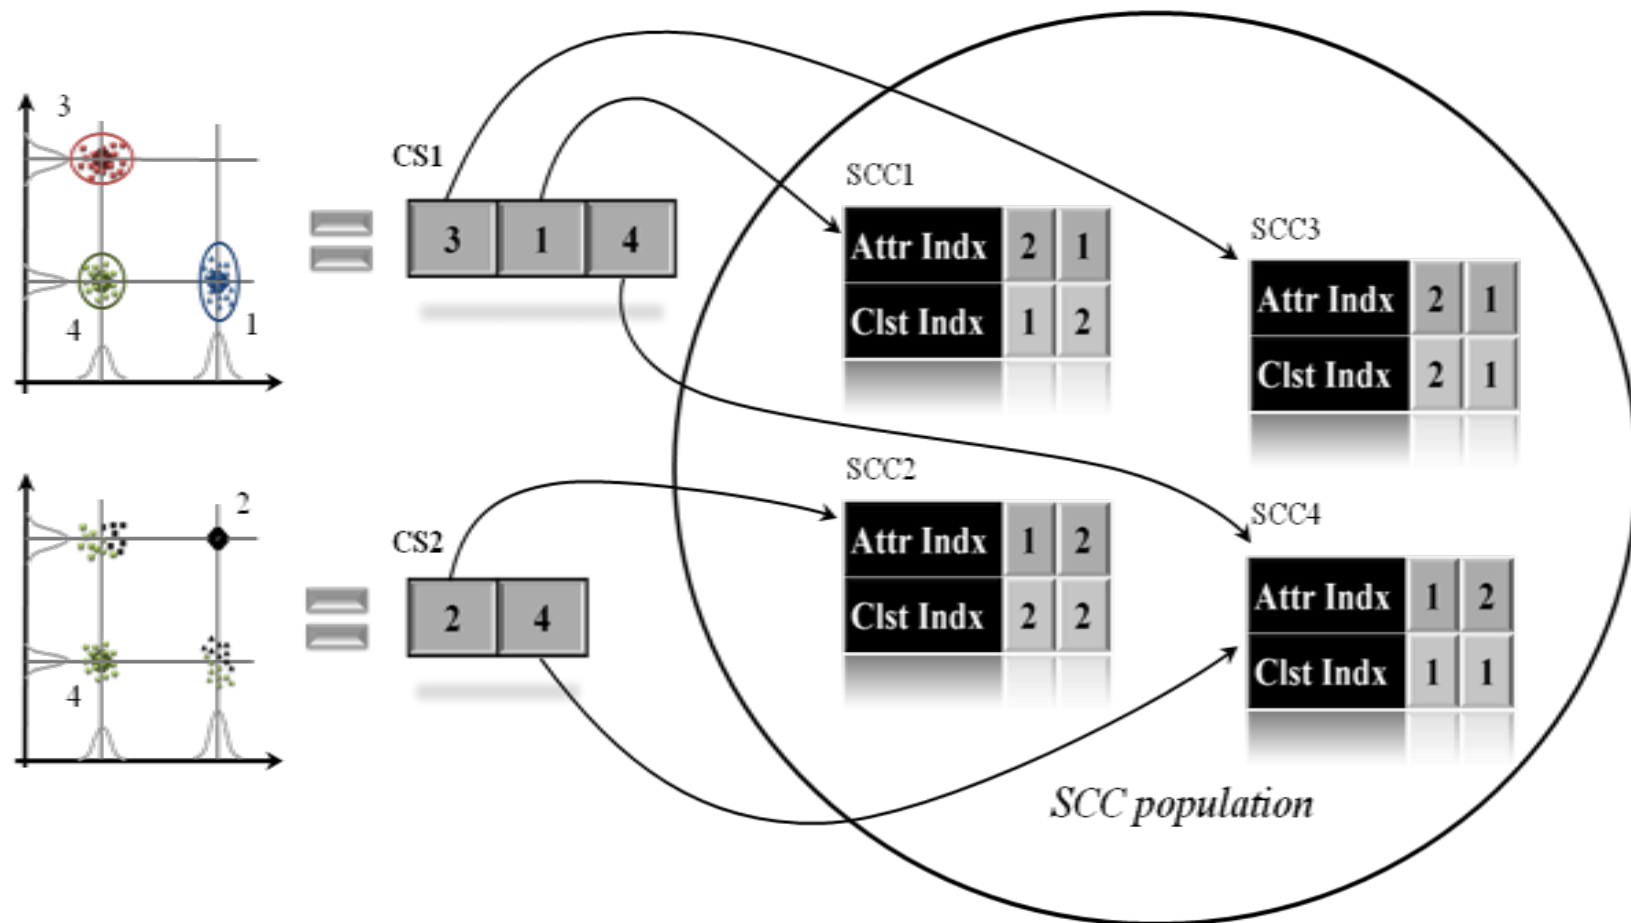 3
4
1
CS1
3 1 4
SCC1
Attr Indx 2 1
Clst Indx 1 2
SCC3
Attr Indx 2 1
Clst Indx 2 1
2
4
CS2
2 4
SCC2
Attr Indx 1 2
Clst Indx 2 2
SCC4
Attr Indx 1 2
Clst Indx 1 1
SCC population